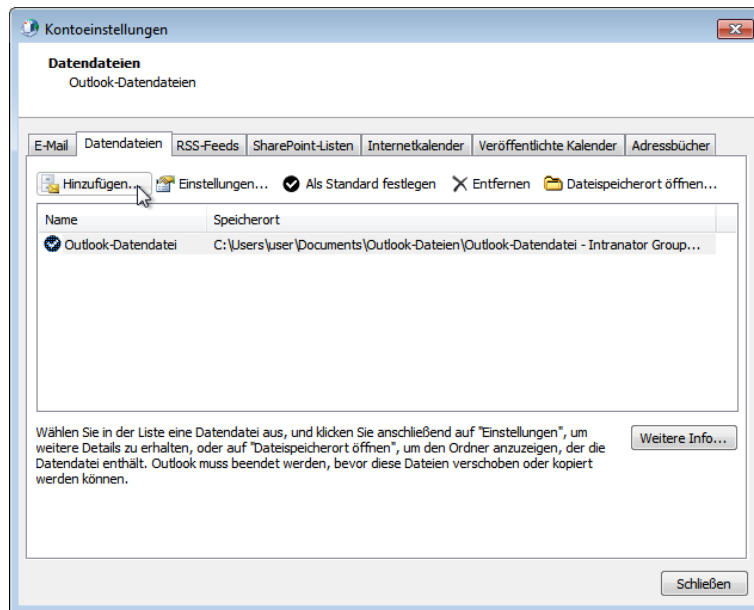 Kontoeinstellungen
Datendateien
Outlook-Datendateien
E-Mail Datendateien RSS-Feeds SharePoint-Listen Internetkalender Veröffentlichte Kalender Adressbücher
Hinzufügen... Einstellungen... Als Standard festlegen Entfernen Dateispeicherort öffnen...
Name Speicherort
Outlook-Datendatei C:\Users\user\Documents\Outlook-Dateien\Outlook-Datendatei - Intranator Group...
Wählen Sie in der Liste eine Datendatei aus, und klicken Sie anschließend auf "Einstellungen", um
weitere Details zu erhalten, oder auf "Dateispeicherort öffnen", um den Ordner anzuzeigen, der die
Datendatei enthält. Outlook muss beendet werden, bevor diese Dateien verschoben oder kopiert
werden können.
Weitere Info...
Schließen